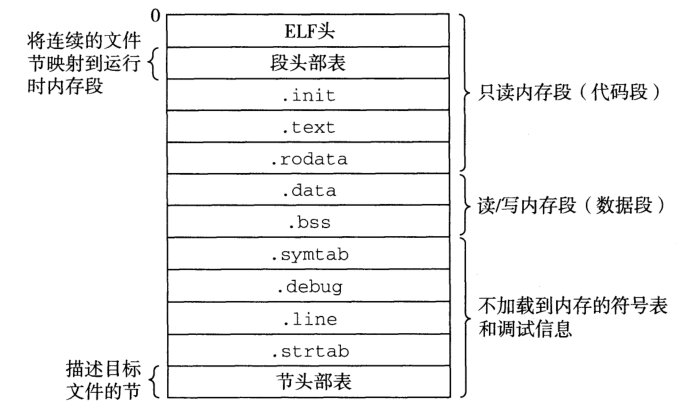 0
ELF头
将连续的文件
节映射到运行
时内存段
段头部表
.init
.text
.rodata
只读内存段（代码段）
.data
.bss
读/写内存段（数据段）
.symtab
.debug
.line
.strtab
不加载到内存的符号表
和调试信息
描述目标
文件的节
节头部表